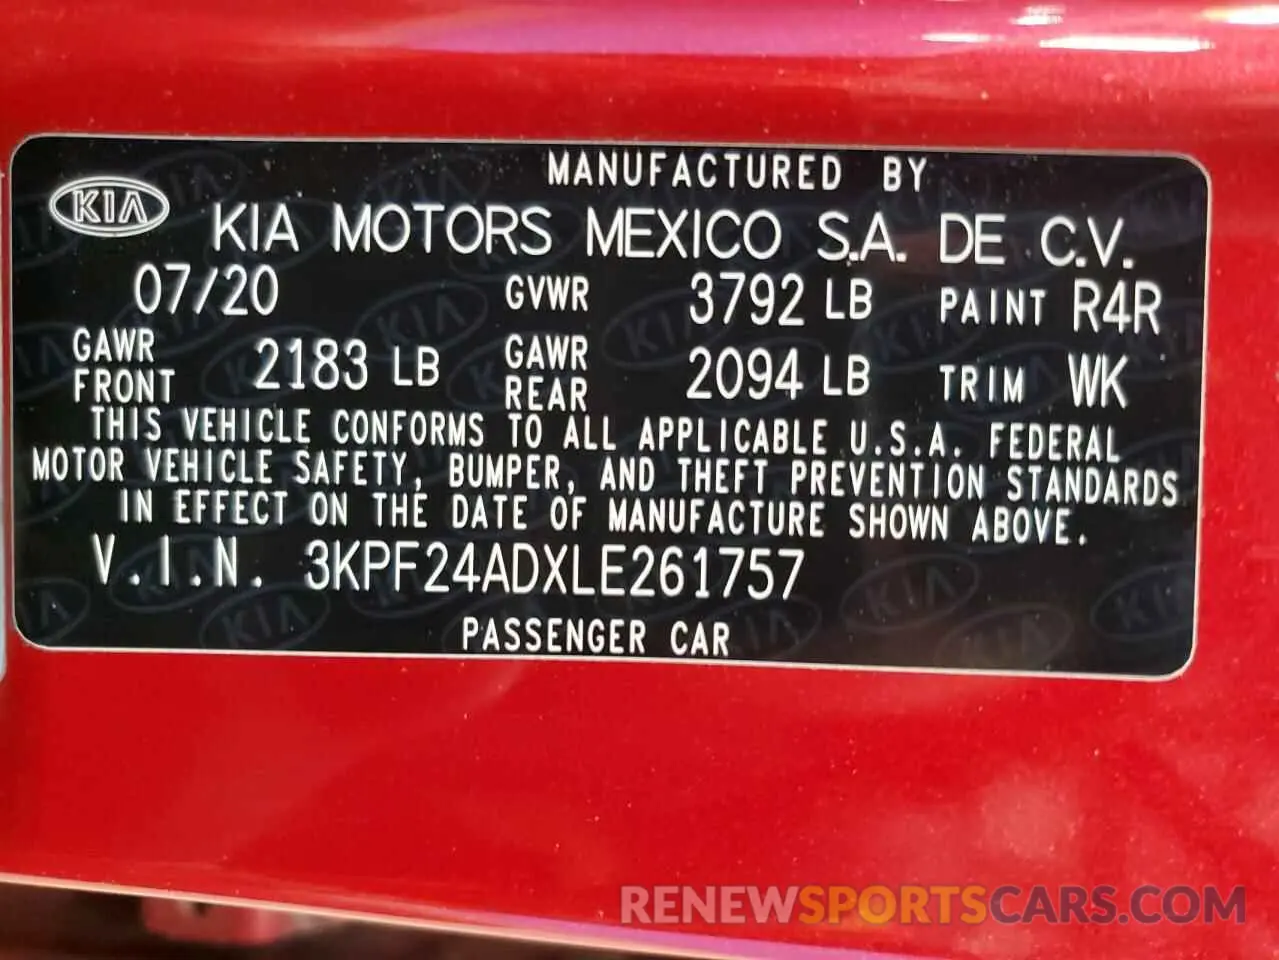 MANUFACTURED BY
KIA KIA MOTORS MEXICO S.A. DE C.V.
07/20 GVWR 3792 LB PAINT R4R
GAWR FRONT 2183 LB GAWR REAR 2094 LB TRIM WK
THIS VEHICLE CONFORMS TO ALL APPLICABLE U.S.A. FEDERAL
MOTOR VEHICLE SAFETY, BUMPER, AND THEFT PREVENTION STANDARDS
IN EFFECT ON THE DATE OF MANUFACTURE SHOWN ABOVE.
V.I.N. 3KPF24ADXLE261757
PASSENGER CAR
RENEWSPORTSCARS.COM